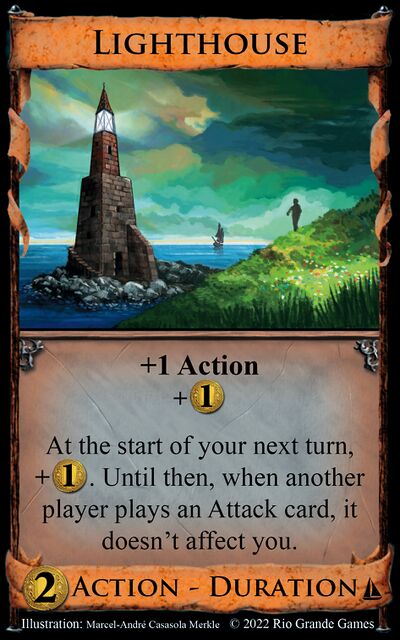 LIGHTHOUSE
+1 Action
+1
At the start of your next turn,
+1. Until then, when another
player plays an Attack card, it
doesn't affect you.
2 ACTION - DURATION
Illustration: Marcel-André Casasola Merkle © 2022 Rio Grande Games